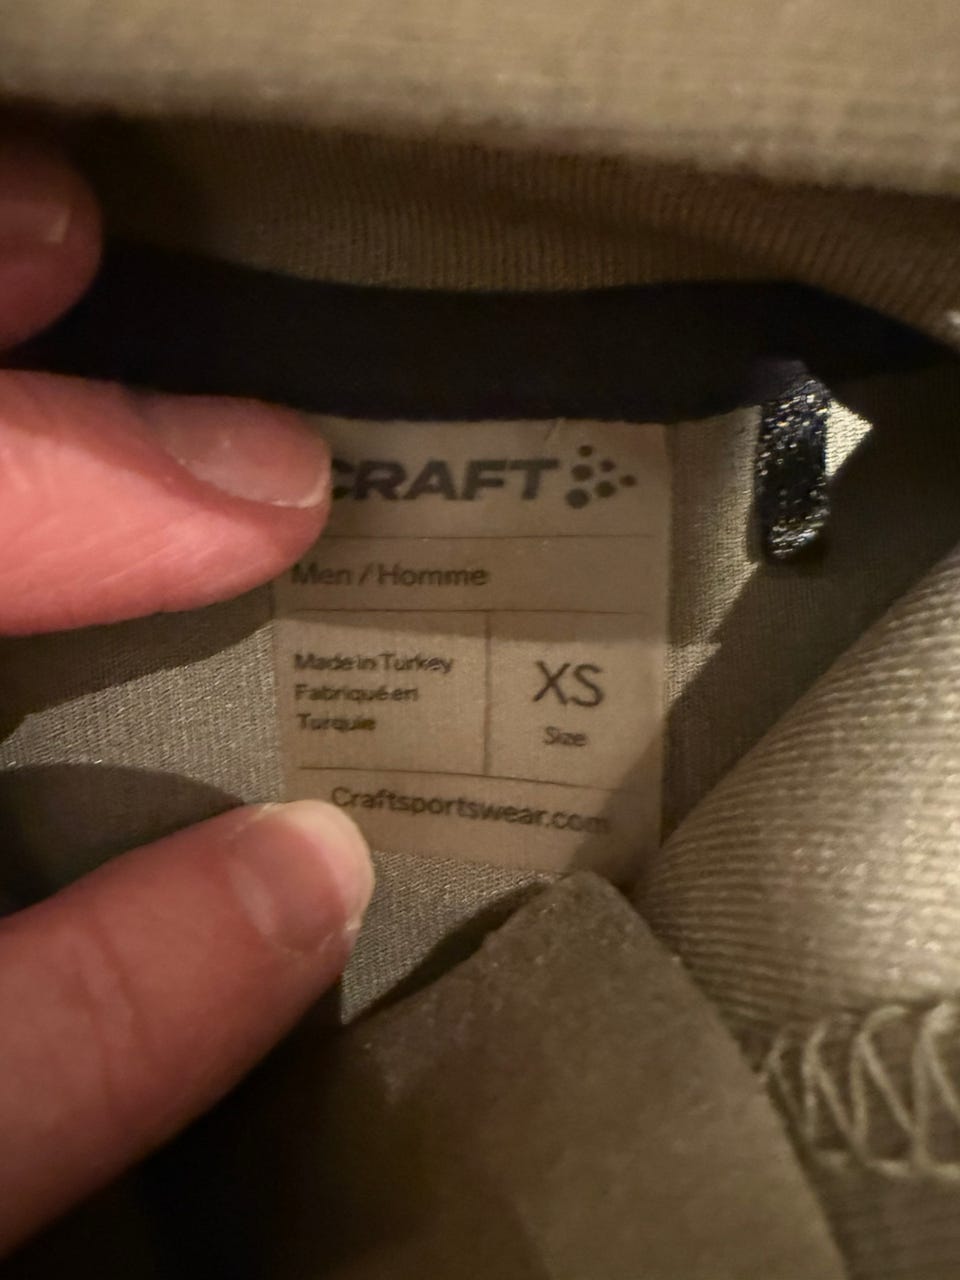 CRAFT
Men / Homme
Made in Turkey
Fabriqué en
Turquie
XS
Size
Craftsportswear.com